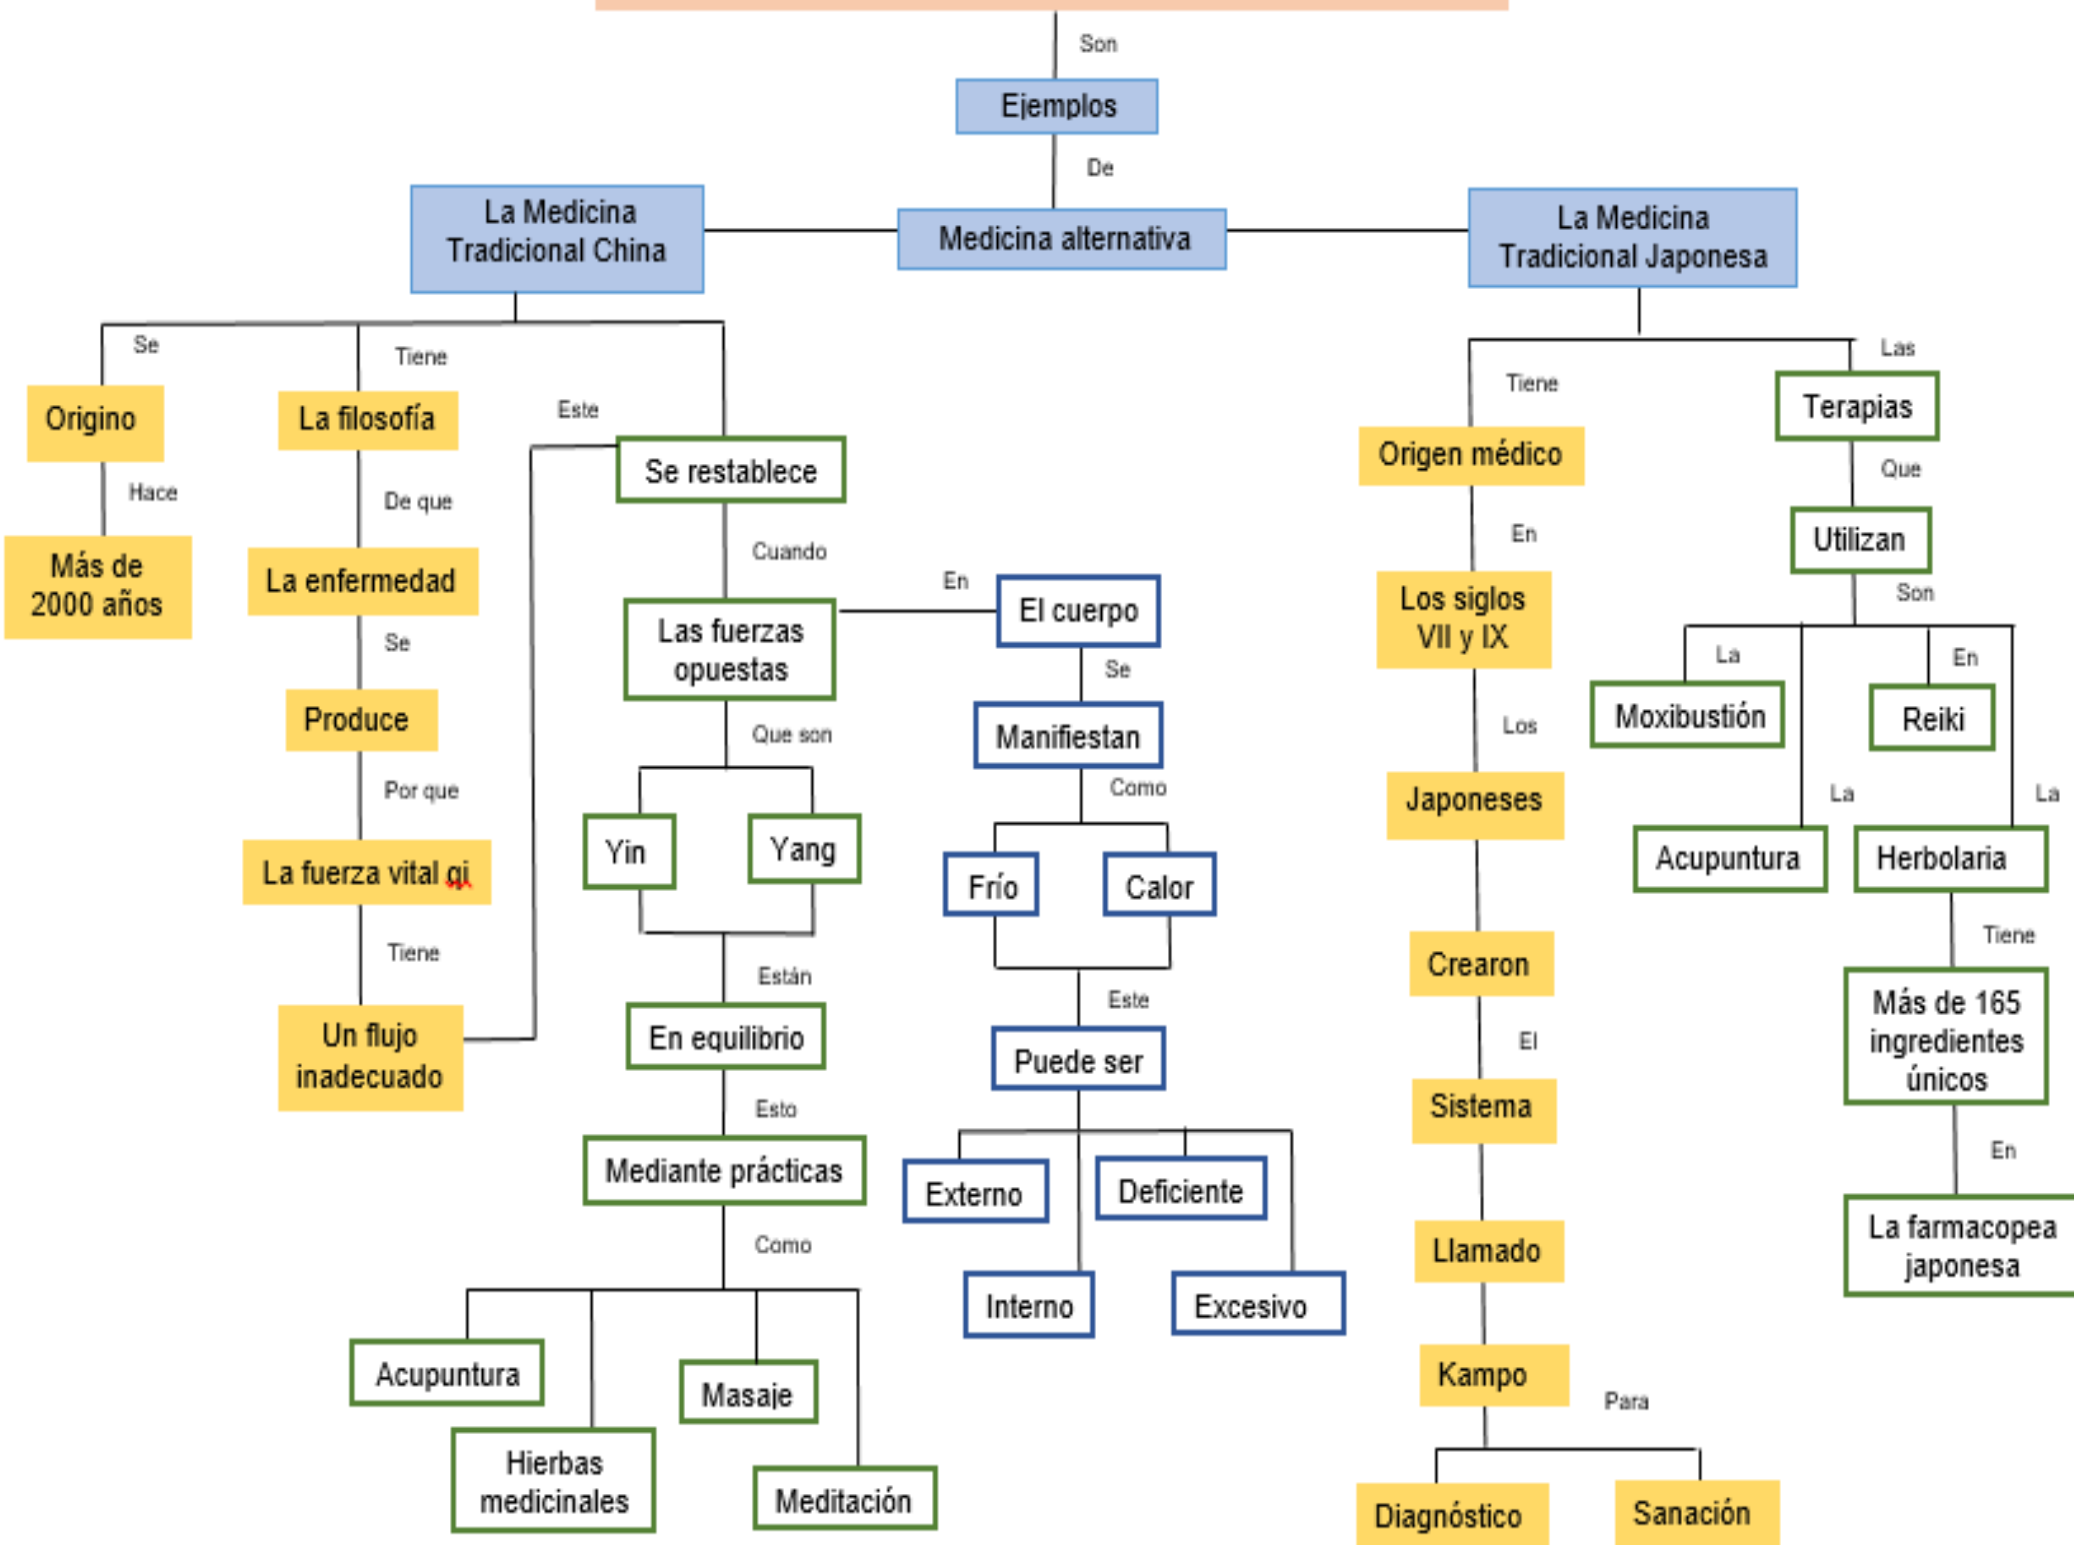 Son
Ejemplos
De
La Medicina
Tradicional China
Medicina alternativa
La Medicina
Tradicional Japonesa
Se
Origino
Hace
Más de
2000 años
Tiene
La filosofía
De que
La enfermedad
Se
Produce
Por que
La fuerza vital qi
Tiene
Un flujo
inadecuado
Este
Se restablece
Cuando
Las fuerzas
opuestas
Que son
Yin
Yang
Están
En equilibrio
Esto
Mediante prácticas
Como
Acupuntura
Hierbas
medicinales
Masaje
Meditación
En
El cuerpo
Se
Manifiestan
Como
Frío
Calor
Este
Puede ser
Externo
Interno
Deficiente
Excesivo
Tiene
Origen médico
En
Los siglos
VII y IX
Los
Japoneses
Crearon
El
Sistema
Llamado
Kampo
Para
Diagnóstico
Sanación
Las
Terapias
Que
Utilizan
Son
La
Moxibustión
La
Acupuntura
En
Reiki
La
Herbolaria
Tiene
Más de 165
ingredientes
únicos
En
La farmacopea
japonesa